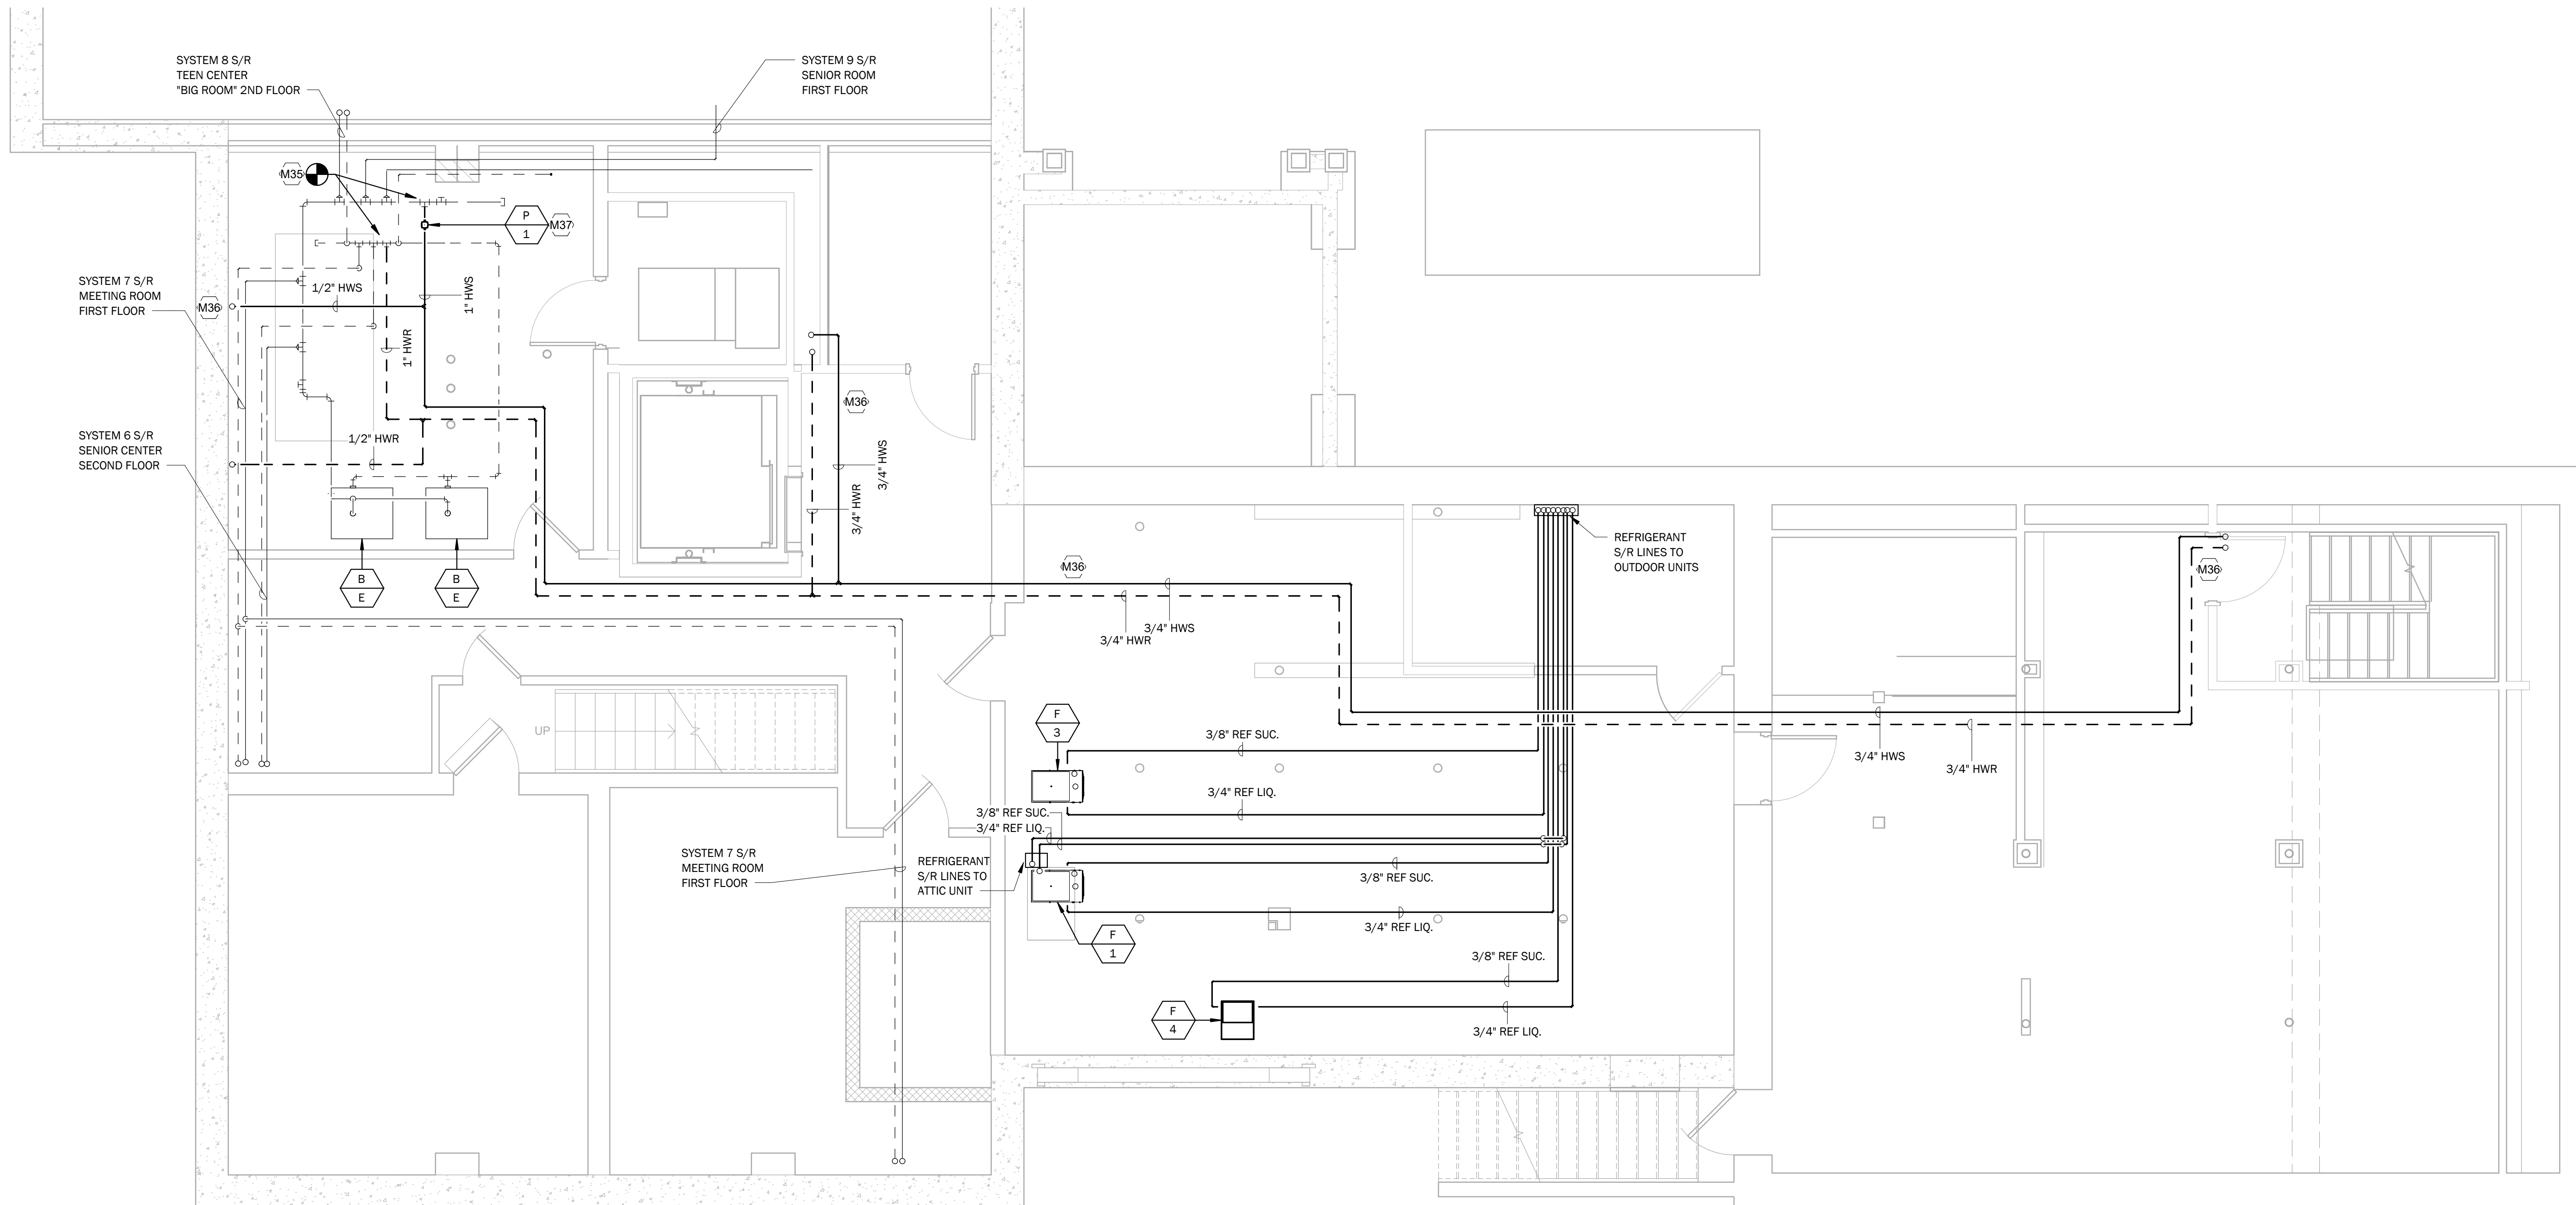 SYSTEM 8 S/R
TEEN CENTER
"BIG ROOM" 2ND FLOOR
SYSTEM 9 S/R
SENIOR ROOM
FIRST FLOOR
M35
P
1
M37
SYSTEM 7 S/R
MEETING ROOM
FIRST FLOOR
M36
1/2" HWS
1" HWS
1" HWR
M36
3/4" HWS
3/4" HWR
SYSTEM 6 S/R
SENIOR CENTER
SECOND FLOOR
1/2" HWR
B
E
B
E
M36
3/4" HWS
3/4" HWR
REFRIGERANT
S/R LINES TO
OUTDOOR UNITS
M36
UP
F
3
3/8" REF SUC.
3/4" HWS
3/4" HWR
3/4" REF LIQ.
3/8" REF SUC.
3/4" REF LIQ.
SYSTEM 7 S/R
MEETING ROOM
FIRST FLOOR
REFRIGERANT
S/R LINES TO
ATTIC UNIT
3/8" REF SUC.
3/4" REF LIQ.
F
1
3/8" REF SUC.
F
4
3/4" REF LIQ.